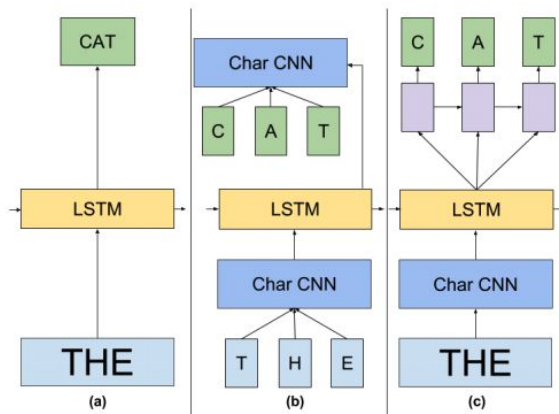 CAT
LSTM
THE
(a)
Char CNN
C A T
LSTM
Char CNN
T H E
(b)
C A T
LSTM
Char CNN
THE
(c)